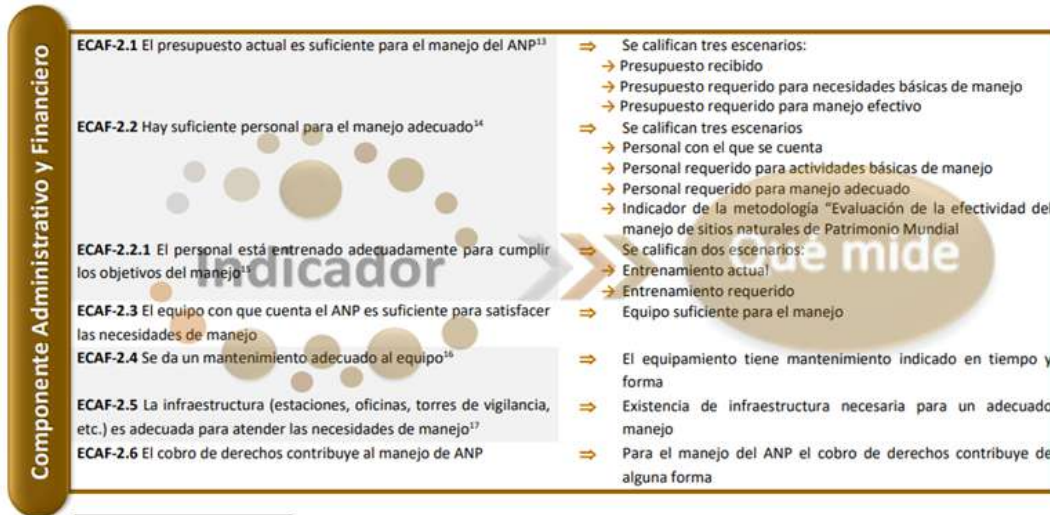 Componente Administrativo y Financiero
ECAF-2.1 El presupuesto actual es suficiente para el manejo del ANP¹³
⇒ Se califican tres escenarios:
→ Presupuesto recibido
→ Presupuesto requerido para necesidades básicas de manejo
→ Presupuesto requerido para manejo efectivo
ECAF-2.2 Hay suficiente personal para el manejo adecuado¹⁴
⇒ Se califican tres escenarios
→ Personal con el que se cuenta
→ Personal requerido para actividades básicas de manejo
→ Personal requerido para manejo adecuado
→ Indicador de la metodología "Evaluación de la efectividad del
manejo de sitios naturales de Patrimonio Mundial
ECAF-2.2.1 El personal está entrenado adecuadamente para cumplir
los objetivos del manejo¹⁵
⇒ Se califican dos escenarios:
→ Entrenamiento actual
→ Entrenamiento requerido
ECAF-2.3 El equipo con que cuenta el ANP es suficiente para satisfacer
las necesidades de manejo
⇒ Equipo suficiente para el manejo
ECAF-2.4 Se da un mantenimiento adecuado al equipo¹⁶
⇒ El equipamiento tiene mantenimiento indicado en tiempo y
forma
ECAF-2.5 La infraestructura (estaciones, oficinas, torres de vigilancia,
etc.) es adecuada para atender las necesidades de manejo¹⁷
⇒ Existencia de infraestructura necesaria para un adecuado
manejo
ECAF-2.6 El cobro de derechos contribuye al manejo de ANP
⇒ Para el manejo del ANP el cobro de derechos contribuye de
alguna forma
Indicador
Qué mide